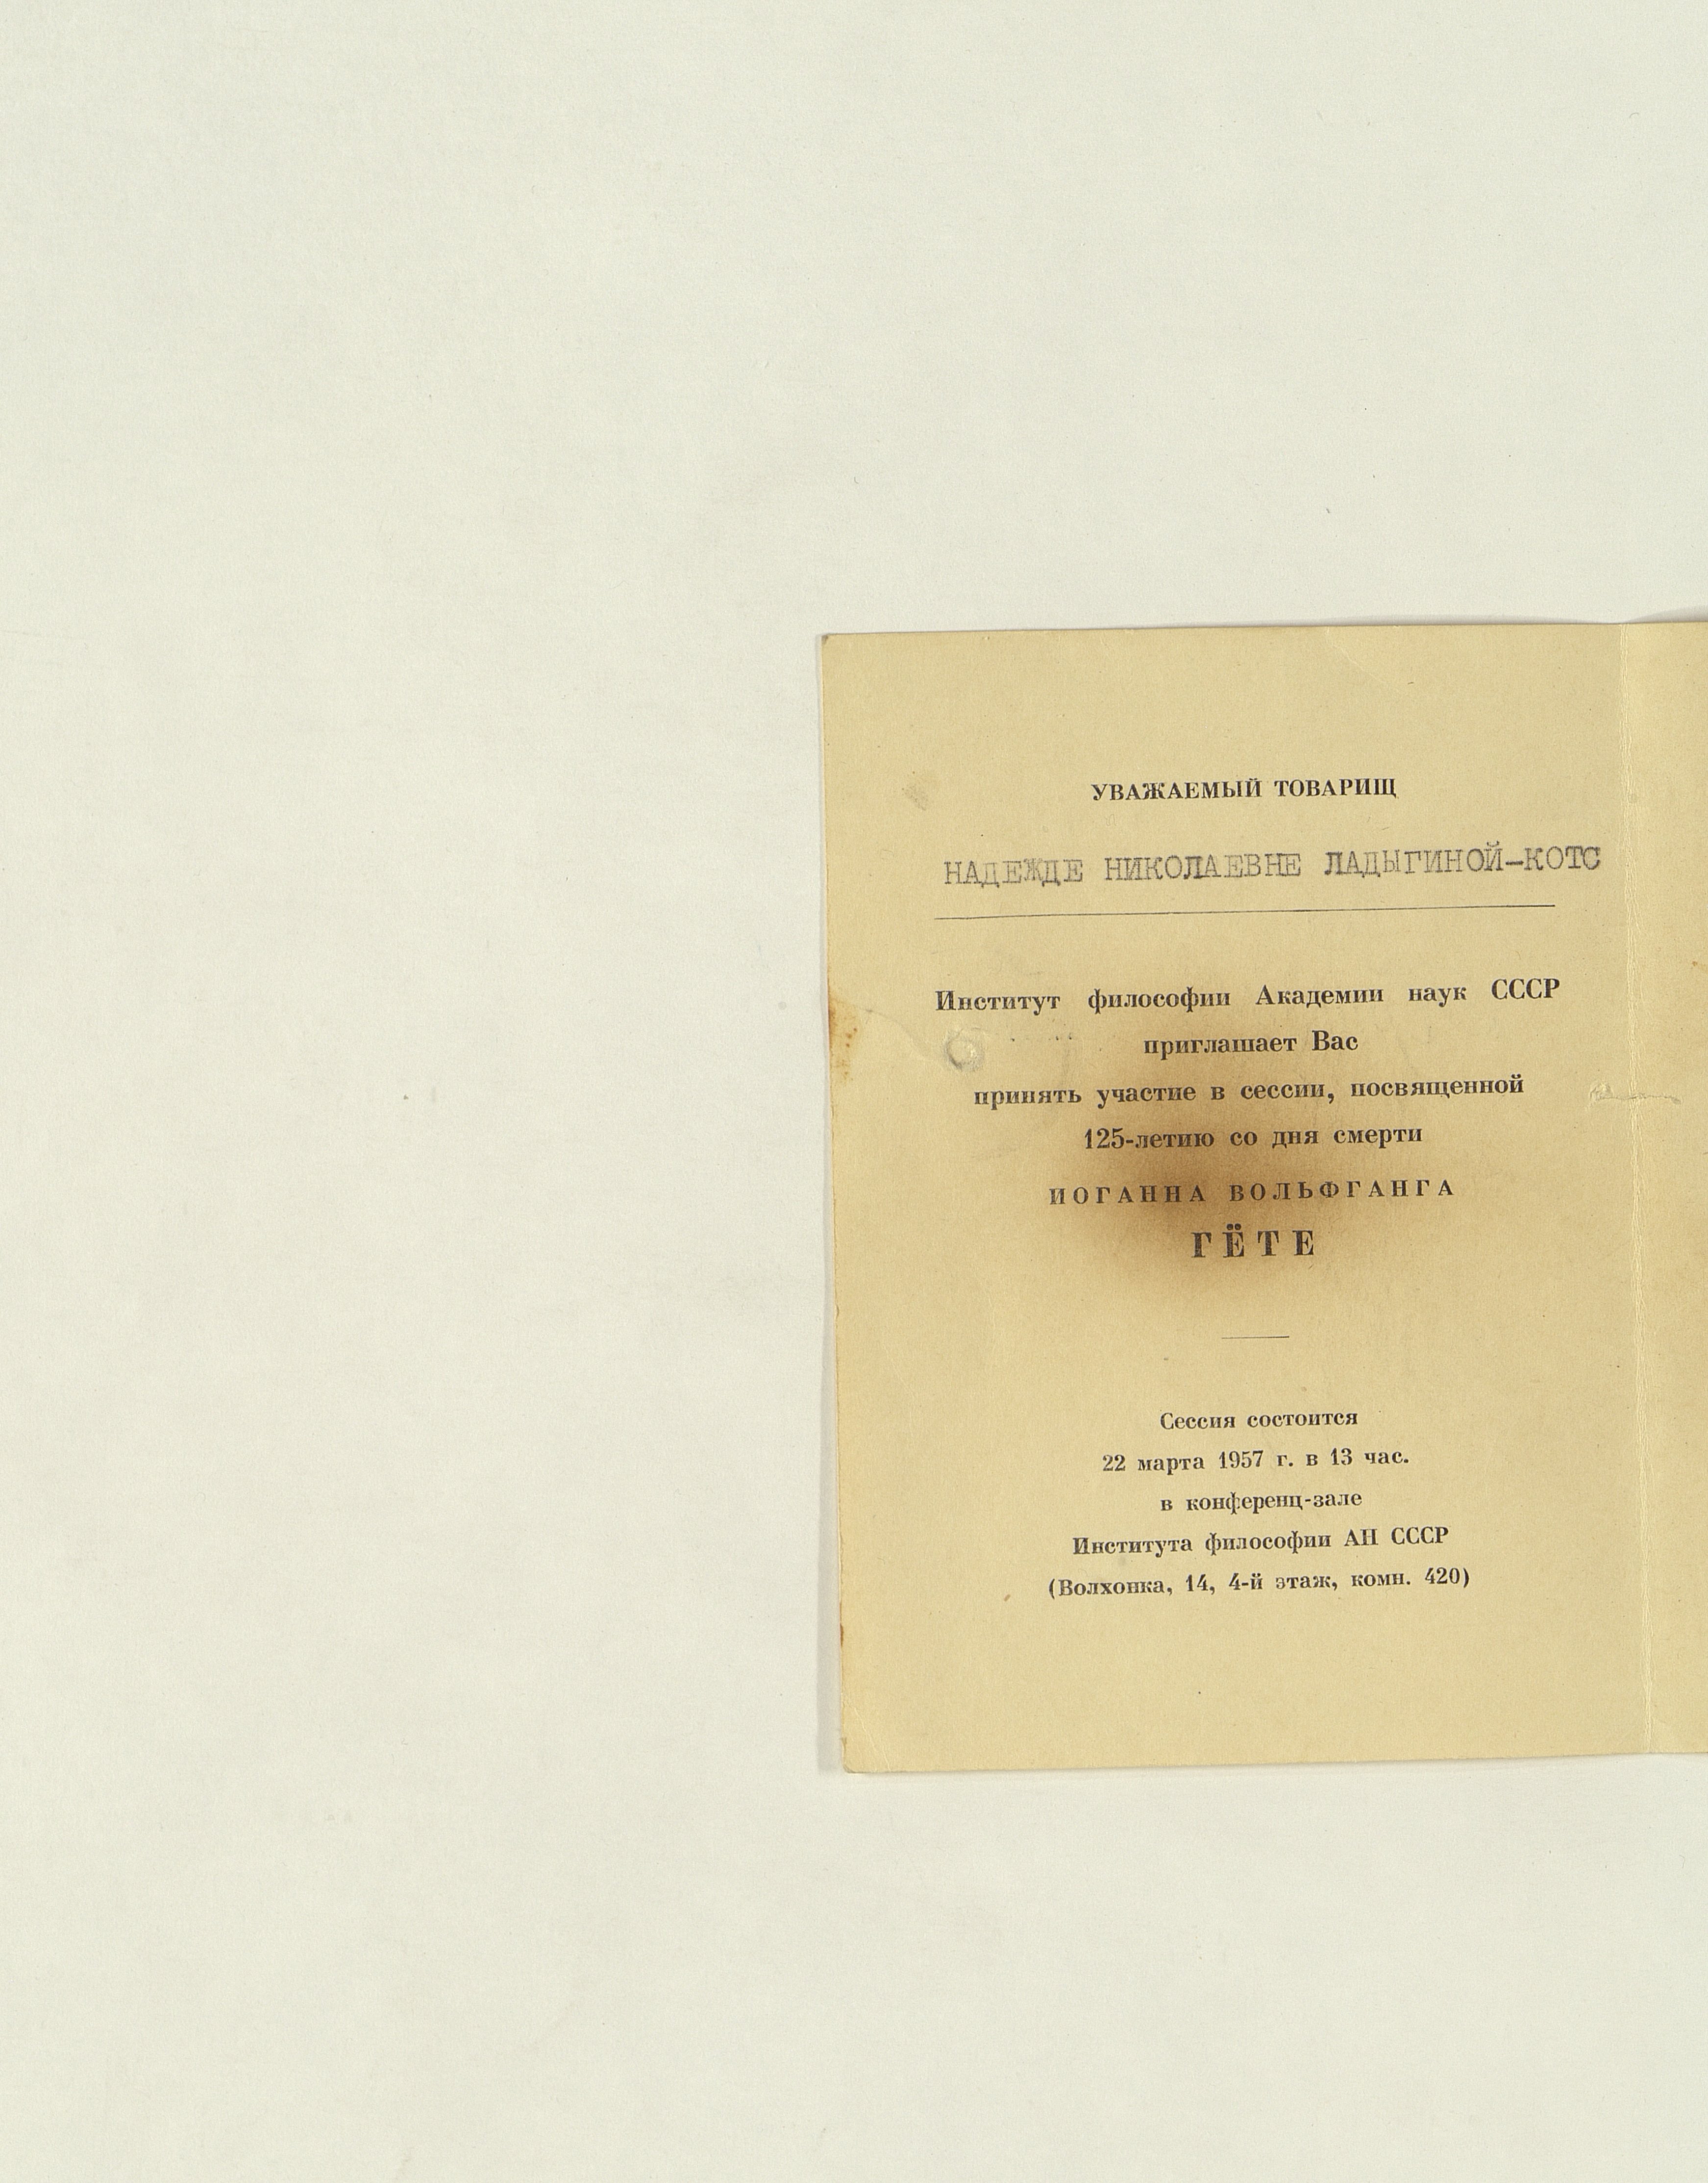 УВАЖАЕМЫЙ ТОВАРИЩ
НАДЕЖДЕ НИКОЛАЕВНЕ ЛАДЫГИНОЙ-КОТС
Институт философии Академии наук СССР
приглашает Вас
принять участие в сессии, посвященной
125-летию со дня смерти
ИОГАННА ВОЛЬФГАНГА
ГЁТЕ
Сессия состоится
22 марта 1957 г. в 13 час.
в конференц-зале
Института философии АН СССР
(Волхонка, 14, 4-й этаж, комн. 420)